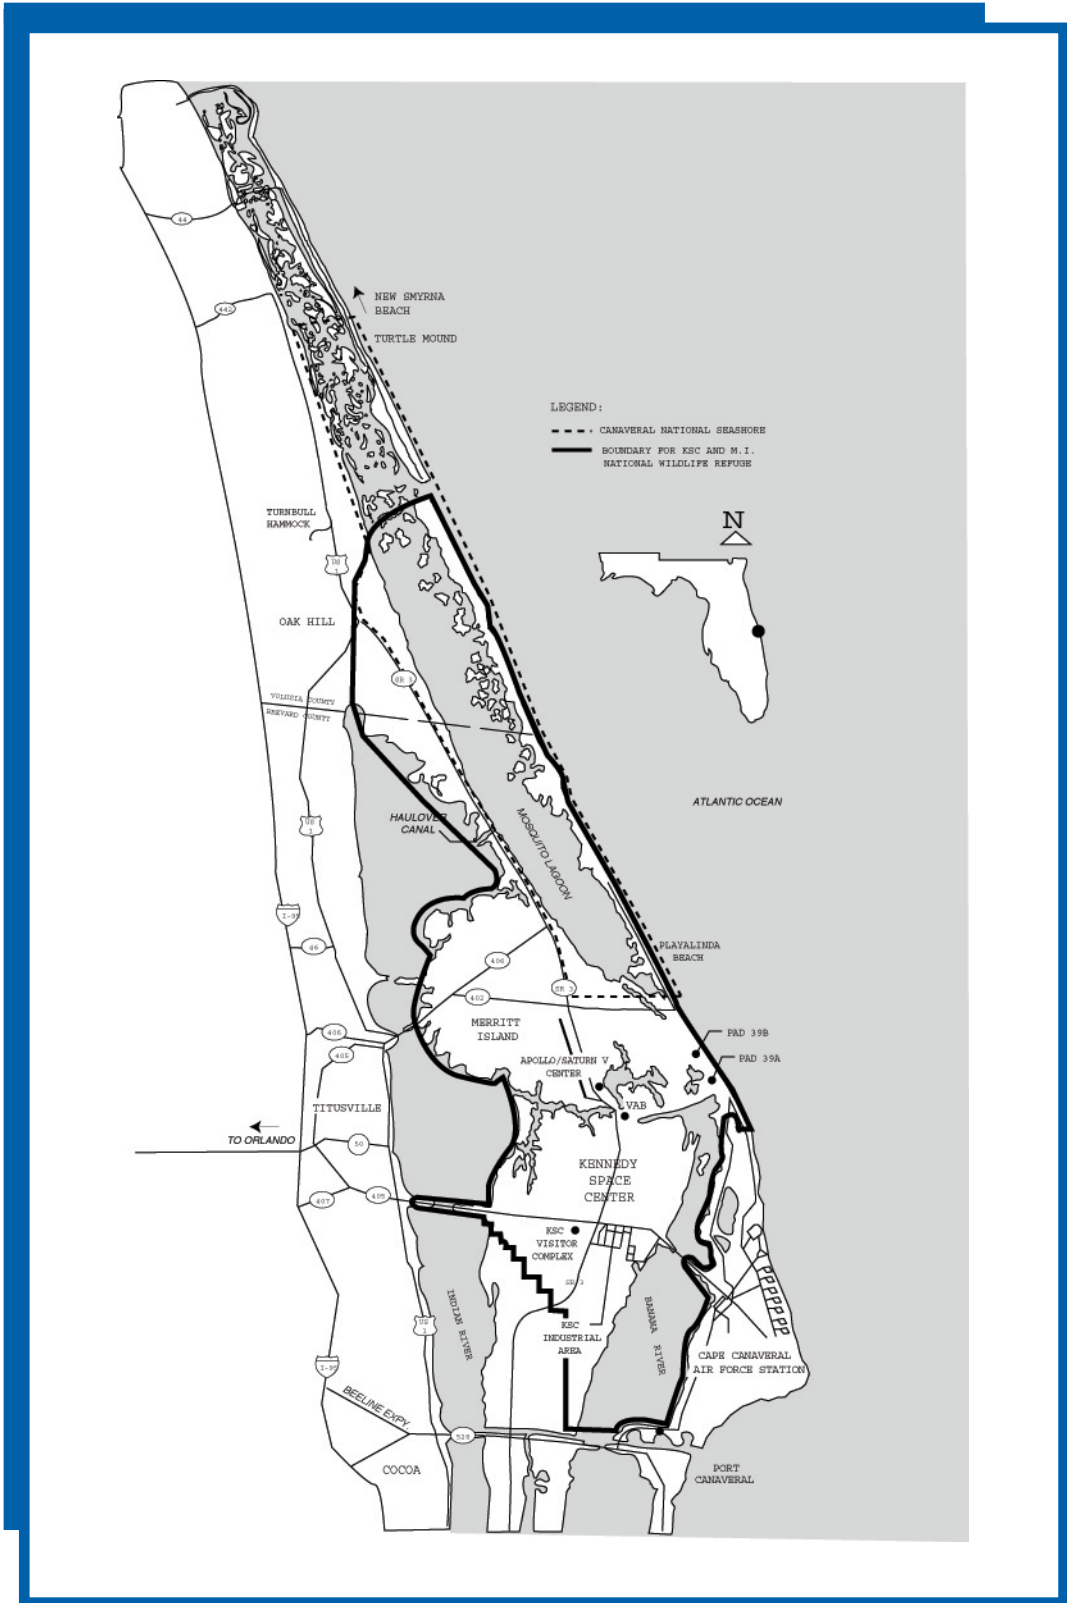 44
442
NEW SMYRNA
BEACH
TURTLE MOUND
LEGEND:
CANAVERAL NATIONAL SEASHORE
BOUNDARY FOR KSC AND M.I.
NATIONAL WILDLIFE REFUGE
TURNBULL
HAMMOCK
N
US
1
OAK HILL
SR 3
VOLUSIA COUNTY
BREVARD COUNTY
ATLANTIC OCEAN
HAULOVER
CANAL
US
1
MOSQUITO LAGOON
I-95
46
PLAYALINDA
BEACH
406
SR 3
402
MERRITT
ISLAND
PAD 39B
406
405
APOLLO/SATURN V
CENTER
PAD 39A
TITUSVILLE
VAB
TO ORLANDO
50
KENNEDY
SPACE
CENTER
407
405
KSC
VISITOR
COMPLEX
SR 3
INDIAN RIVER
BANANA RIVER
US
1
KSC
INDUSTRIAL
AREA
CAPE CANAVERAL
AIR FORCE STATION
I-95
BEELINE EXPY
528
COCOA
PORT
CANAVERAL